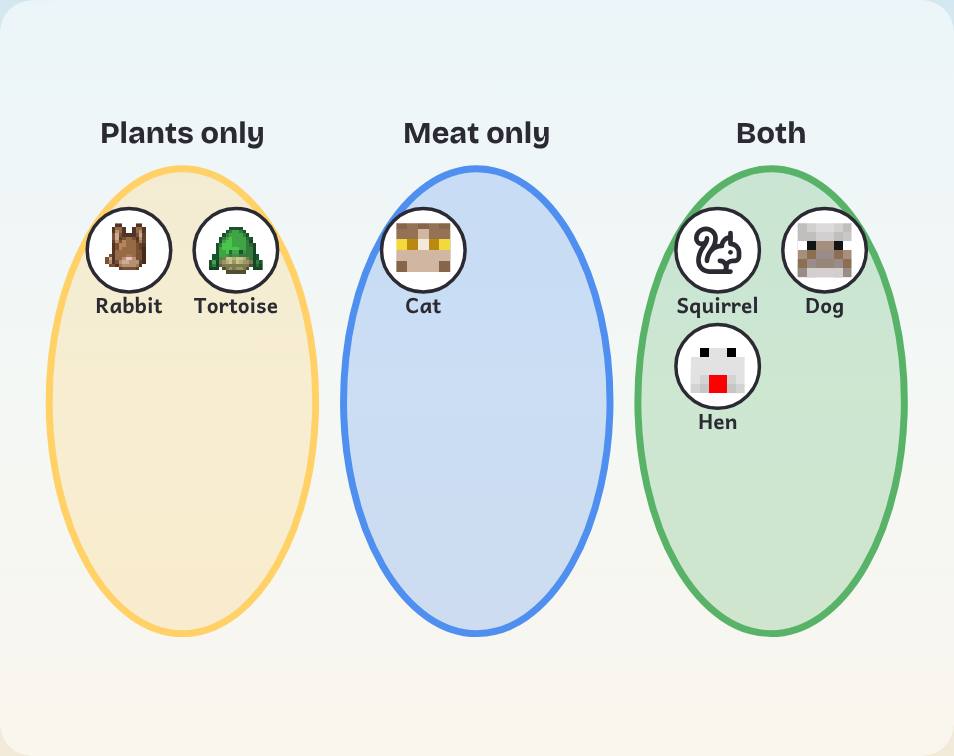 Plants only
Meat only
Both
Rabbit
Tortoise
Cat
Squirrel
Dog
Hen